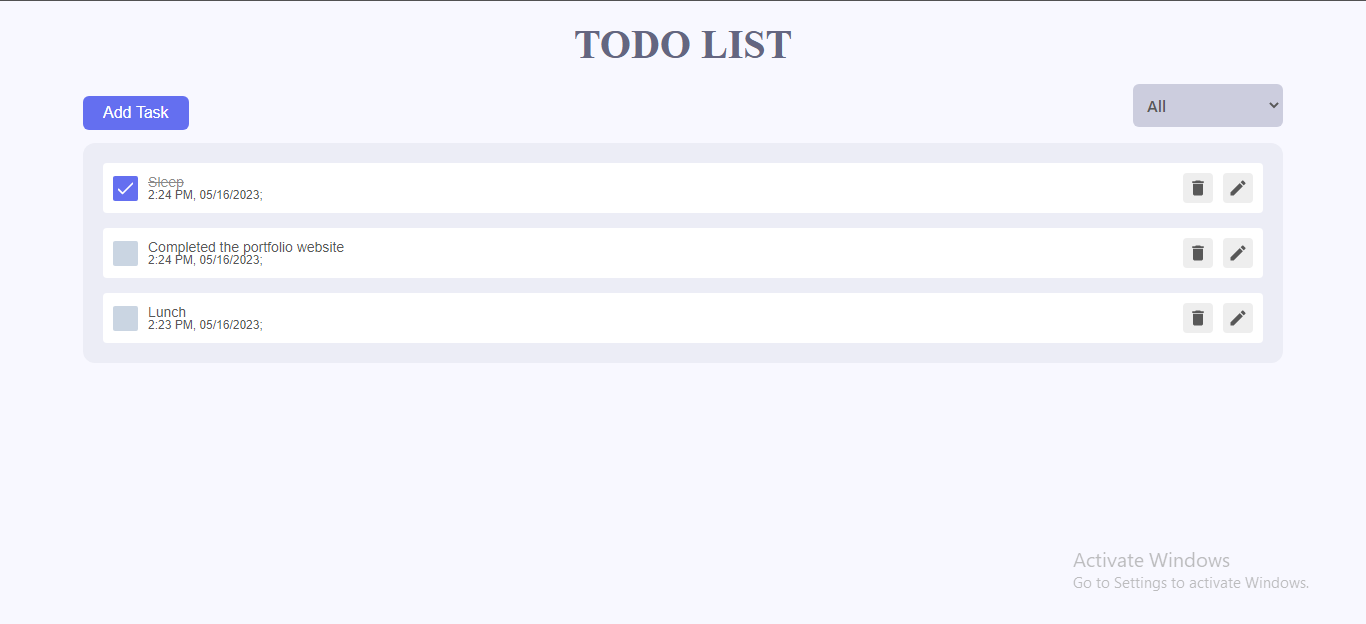 TODO LIST
Add Task
All
Sleep
2:24 PM, 05/16/2023;
Completed the portfolio website
2:24 PM, 05/16/2023;
Lunch
2:23 PM, 05/16/2023;
Activate Windows
Go to Settings to activate Windows.